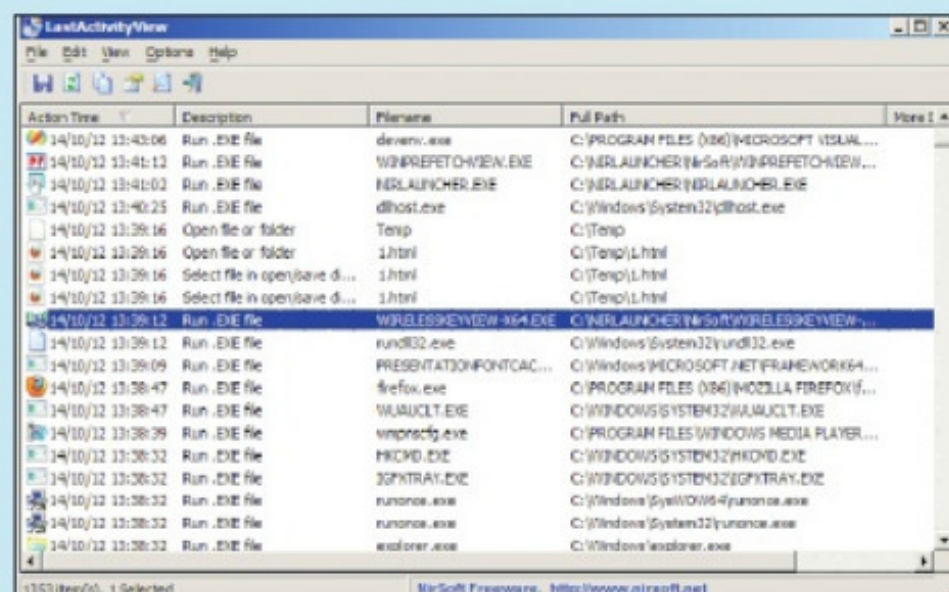 LastActivityView
File Edit View Options Help
Action Time Description Filename Full Path More I
14/10/12 13:43:06 Run .EXE file devenv.exe C:\PROGRAM FILES (X86)\MICROSOFT VISUAL...
14/10/12 13:41:12 Run .EXE file WINPREFETCHVIEW.EXE C:\NIRLAUNCHER\NirSoft\WINPREFETCHVIEW...
14/10/12 13:41:02 Run .EXE file NIRLAUNCHER.EXE C:\NIRLAUNCHER\NIRLAUNCHER.EXE
14/10/12 13:40:25 Run .EXE file dllhost.exe C:\Windows\System32\dllhost.exe
14/10/12 13:39:16 Open file or folder Temp C:\Temp
14/10/12 13:39:16 Open file or folder 1.html C:\Temp\1.html
14/10/12 13:39:16 Select file in open/save di... 1.html C:\Temp\1.html
14/10/12 13:39:16 Select file in open/save di... 1.html C:\Temp\1.html
14/10/12 13:39:12 Run .EXE file WIRELESSKEYVIEW-X64.EXE C:\NIRLAUNCHER\NirSoft\WIRELESSKEYVIEW-...
14/10/12 13:39:12 Run .EXE file rundll32.exe C:\Windows\System32\rundll32.exe
14/10/12 13:39:09 Run .EXE file PRESENTATIONFONTCAC... C:\Windows\MICROSOFT.NET\FRAMEWORK64...
14/10/12 13:38:47 Run .EXE file firefox.exe C:\PROGRAM FILES (X86)\MOZILLA FIREFOX\f...
14/10/12 13:38:47 Run .EXE file WUAUCLT.EXE C:\WINDOWS\SYSTEM32\WUAUCLT.EXE
14/10/12 13:38:39 Run .EXE file wmpnscfg.exe C:\PROGRAM FILES\WINDOWS MEDIA PLAYER...
14/10/12 13:38:32 Run .EXE file HKCMD.EXE C:\WINDOWS\SYSTEM32\HKCMD.EXE
14/10/12 13:38:32 Run .EXE file IGFXTRAY.EXE C:\WINDOWS\SYSTEM32\IGFXTRAY.EXE
14/10/12 13:38:32 Run .EXE file runonce.exe C:\Windows\SysWOW64\runonce.exe
14/10/12 13:38:32 Run .EXE file runonce.exe C:\Windows\System32\runonce.exe
14/10/12 13:38:32 Run .EXE file explorer.exe C:\Windows\explorer.exe
1353 item(s), 1 Selected NirSoft Freeware. http://www.nirsoft.net